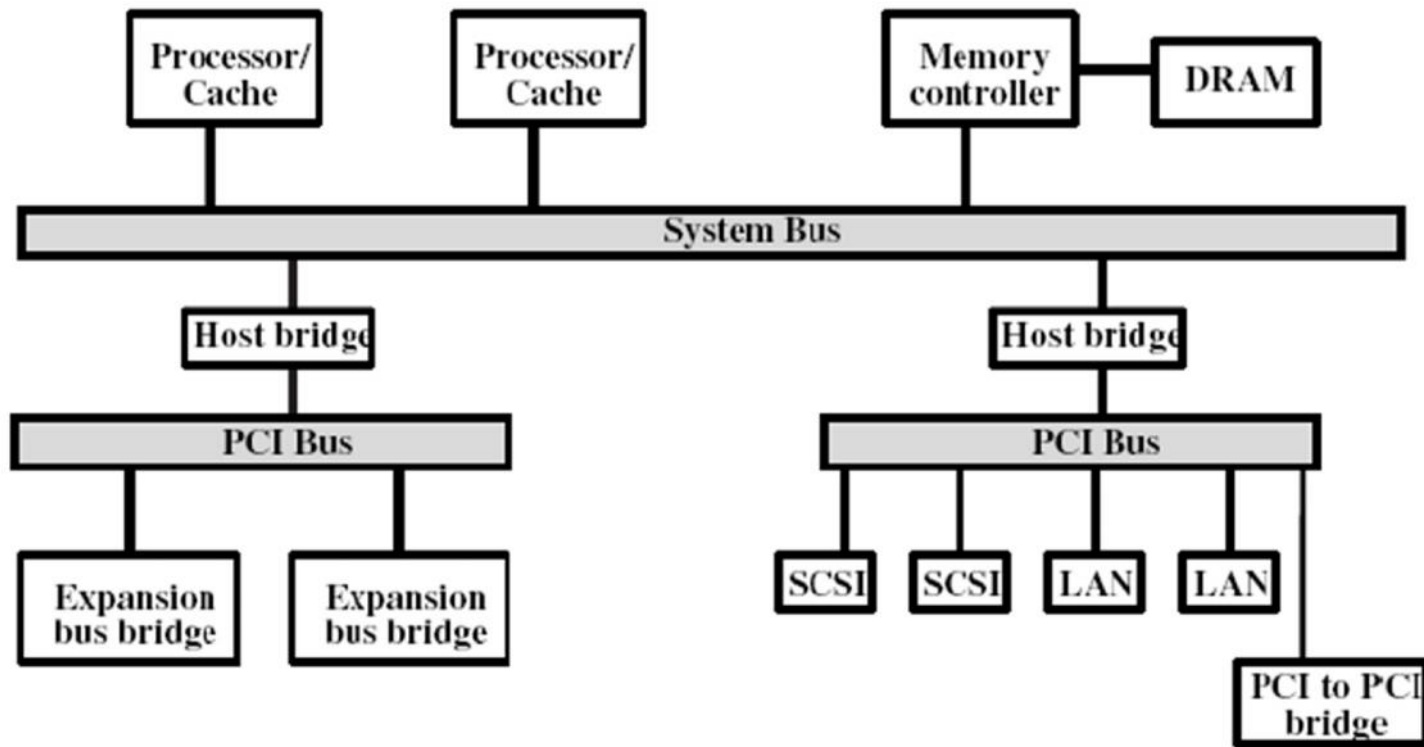 Processor/
Cache
Processor/
Cache
Memory
controller
DRAM
System Bus
Host bridge
Host bridge
PCI Bus
PCI Bus
Expansion
bus bridge
Expansion
bus bridge
SCSI
SCSI
LAN
LAN
PCI to PCI
bridge